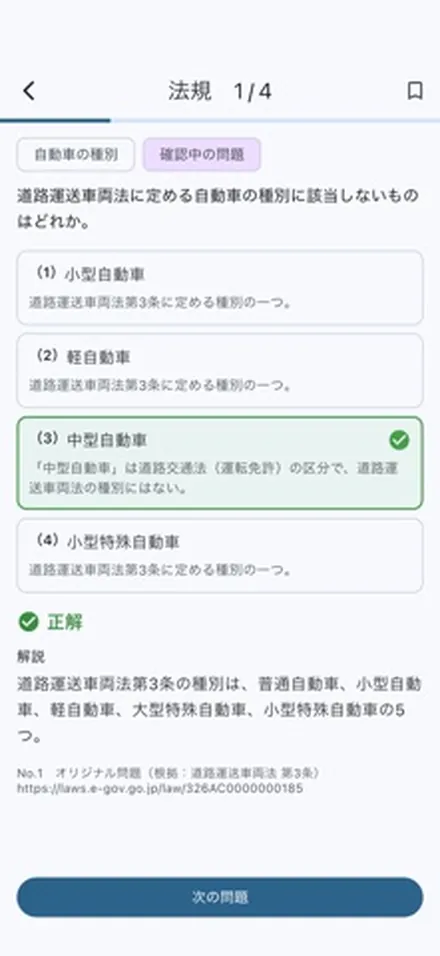 法規 1/4
自動車の種別 確認中の問題
道路運送車両法に定める自動車の種別に該当しないもの
はどれか。
(1) 小型自動車
道路運送車両法第3条に定める種別の一つ。
(2) 軽自動車
道路運送車両法第3条に定める種別の一つ。
(3) 中型自動車
「中型自動車」は道路交通法（運転免許）の区分で、道路運
送車両法の種別にはない。
(4) 小型特殊自動車
道路運送車両法第3条に定める種別の一つ。
正解
解説
道路運送車両法第3条の種別は、普通自動車、小型自動
車、軽自動車、大型特殊自動車、小型特殊自動車の5
つ。
No.1 オリジナル問題（根拠：道路運送車両法 第3条）
https://laws.e-gov.go.jp/law/326AC0000000185
次の問題